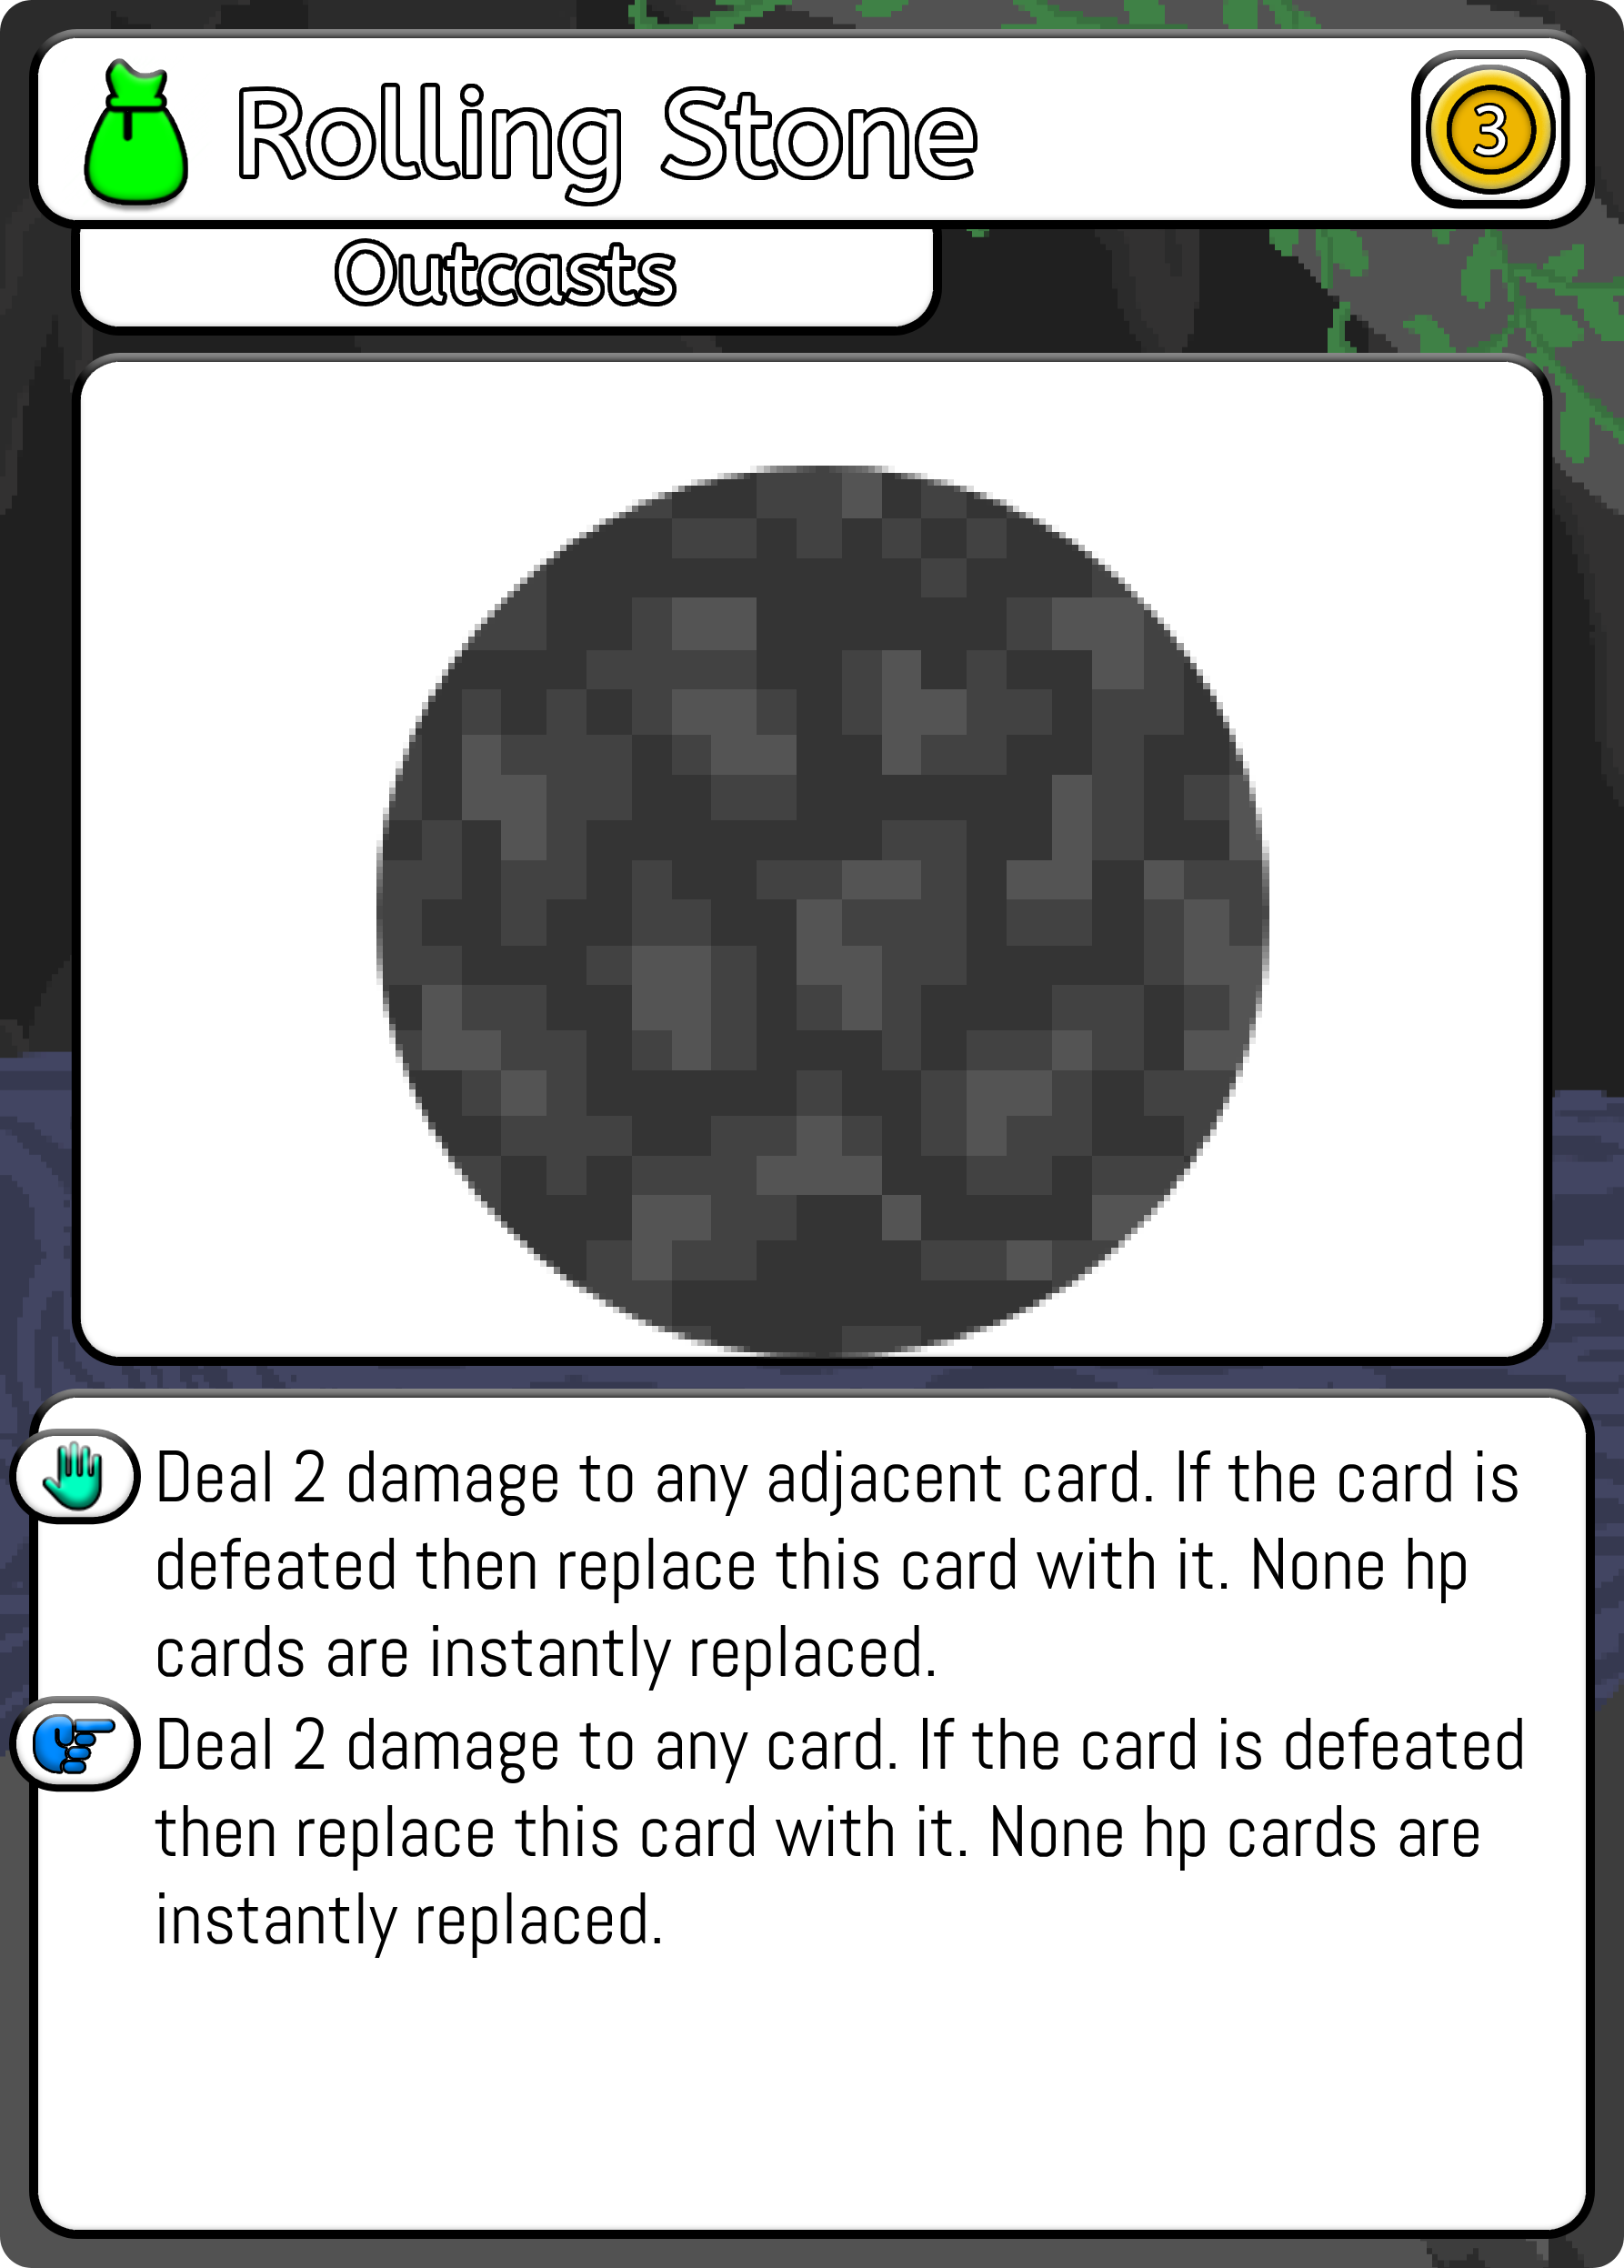 Rolling Stone
3
Outcasts
Deal 2 damage to any adjacent card. If the card is
defeated then replace this card with it. None hp
cards are instantly replaced.
Deal 2 damage to any card. If the card is defeated
then replace this card with it. None hp cards are
instantly replaced.